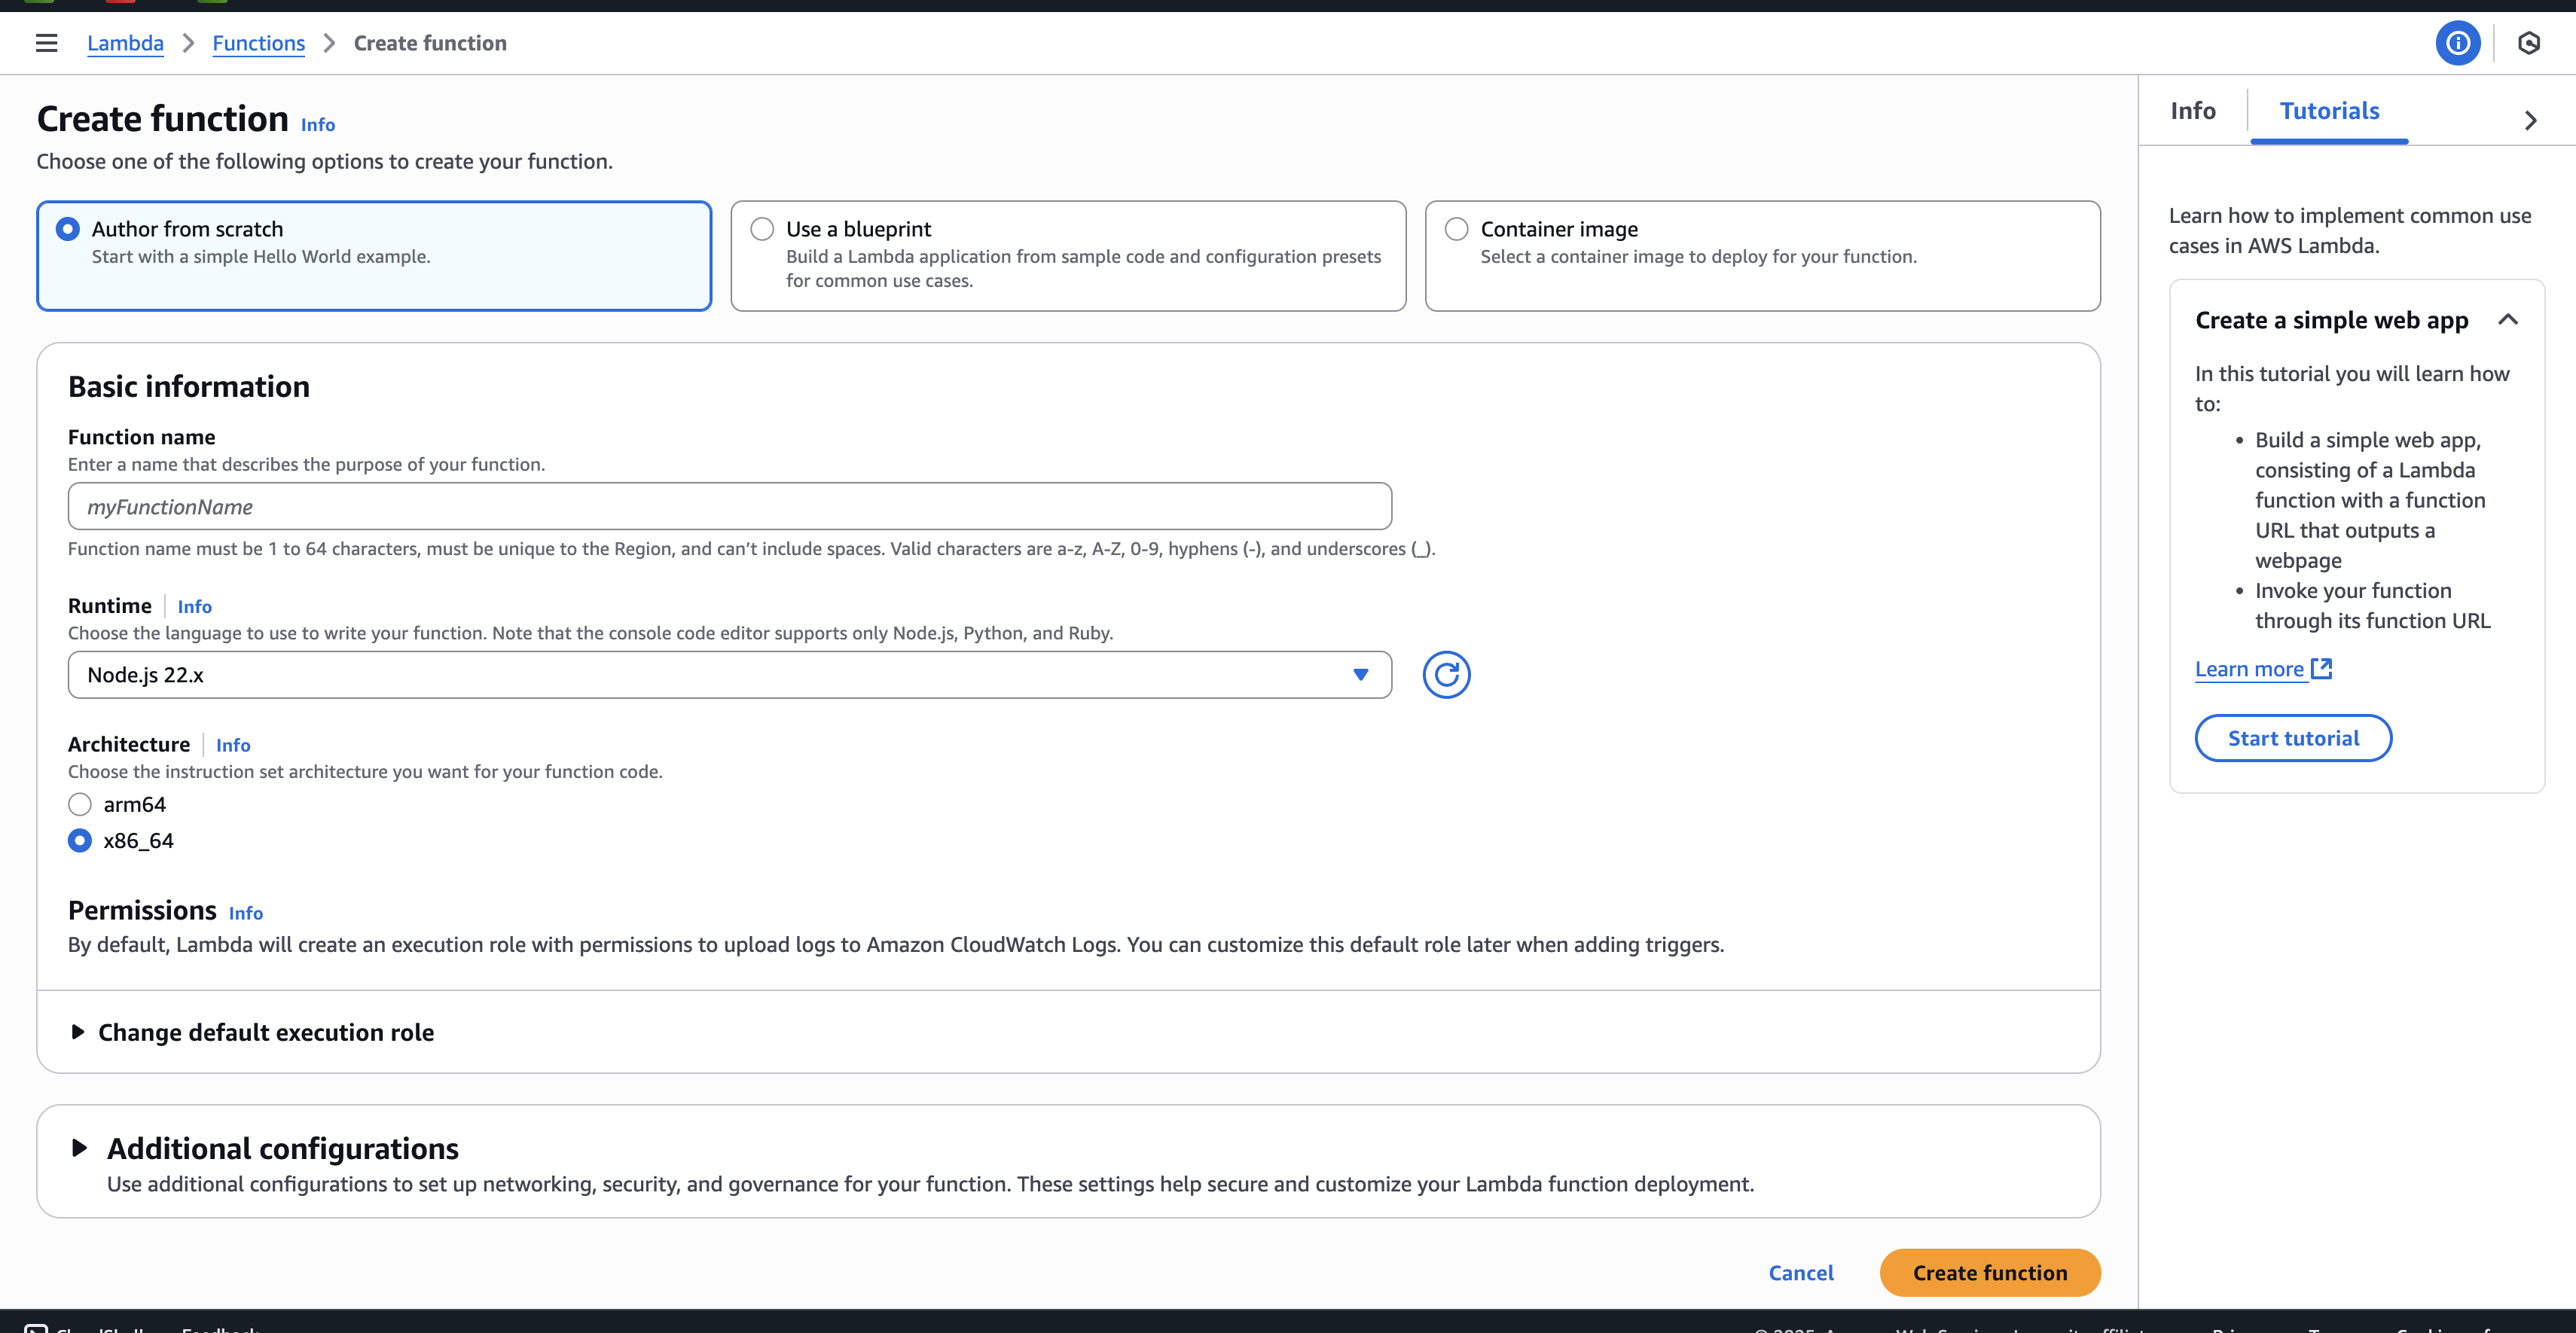 Lambda
Functions
Create function
Create function Info
Choose one of the following options to create your function.
Author from scratch
Start with a simple Hello World example.
Use a blueprint
Build a Lambda application from sample code and configuration presets
for common use cases.
Container image
Select a container image to deploy for your function.
Basic information
Function name
Enter a name that describes the purpose of your function.
myFunctionName
Function name must be 1 to 64 characters, must be unique to the Region, and can’t include spaces. Valid characters are a-z, A-Z, 0-9, hyphens (-), and underscores (_).
Runtime Info
Choose the language to use to write your function. Note that the console code editor supports only Node.js, Python, and Ruby.
Node.js 22.x
Architecture Info
Choose the instruction set architecture you want for your function code.
arm64
x86_64
Permissions Info
By default, Lambda will create an execution role with permissions to upload logs to Amazon CloudWatch Logs. You can customize this default role later when adding triggers.
Change default execution role
Additional configurations
Use additional configurations to set up networking, security, and governance for your function. These settings help secure and customize your Lambda function deployment.
Cancel
Create function
Info
Tutorials
Learn how to implement common use
cases in AWS Lambda.
Create a simple web app
In this tutorial you will learn how
to:
• Build a simple web app,
consisting of a Lambda
function with a function
URL that outputs a
webpage
• Invoke your function
through its function URL
Learn more
Start tutorial
CloudShell Feedback